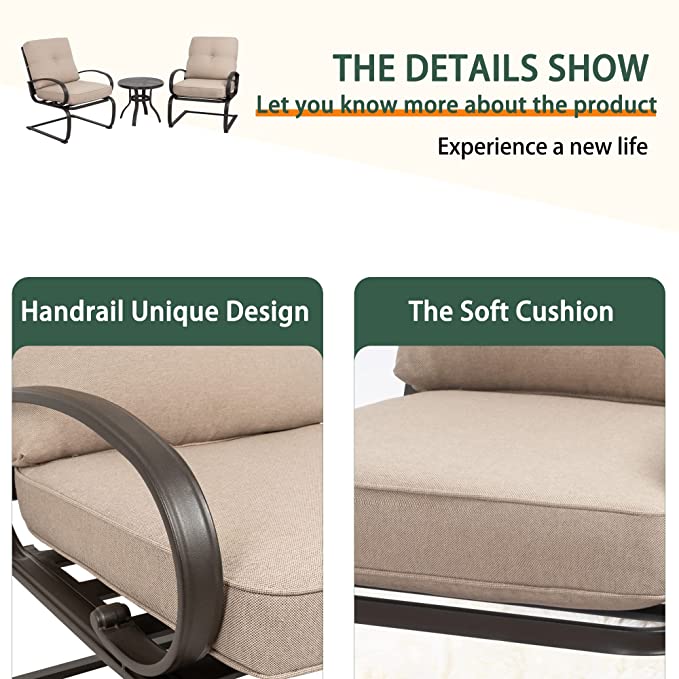 THE DETAILS SHOW
Let you know more about the product
Experience a new life
Handrail Unique Design
The Soft Cushion